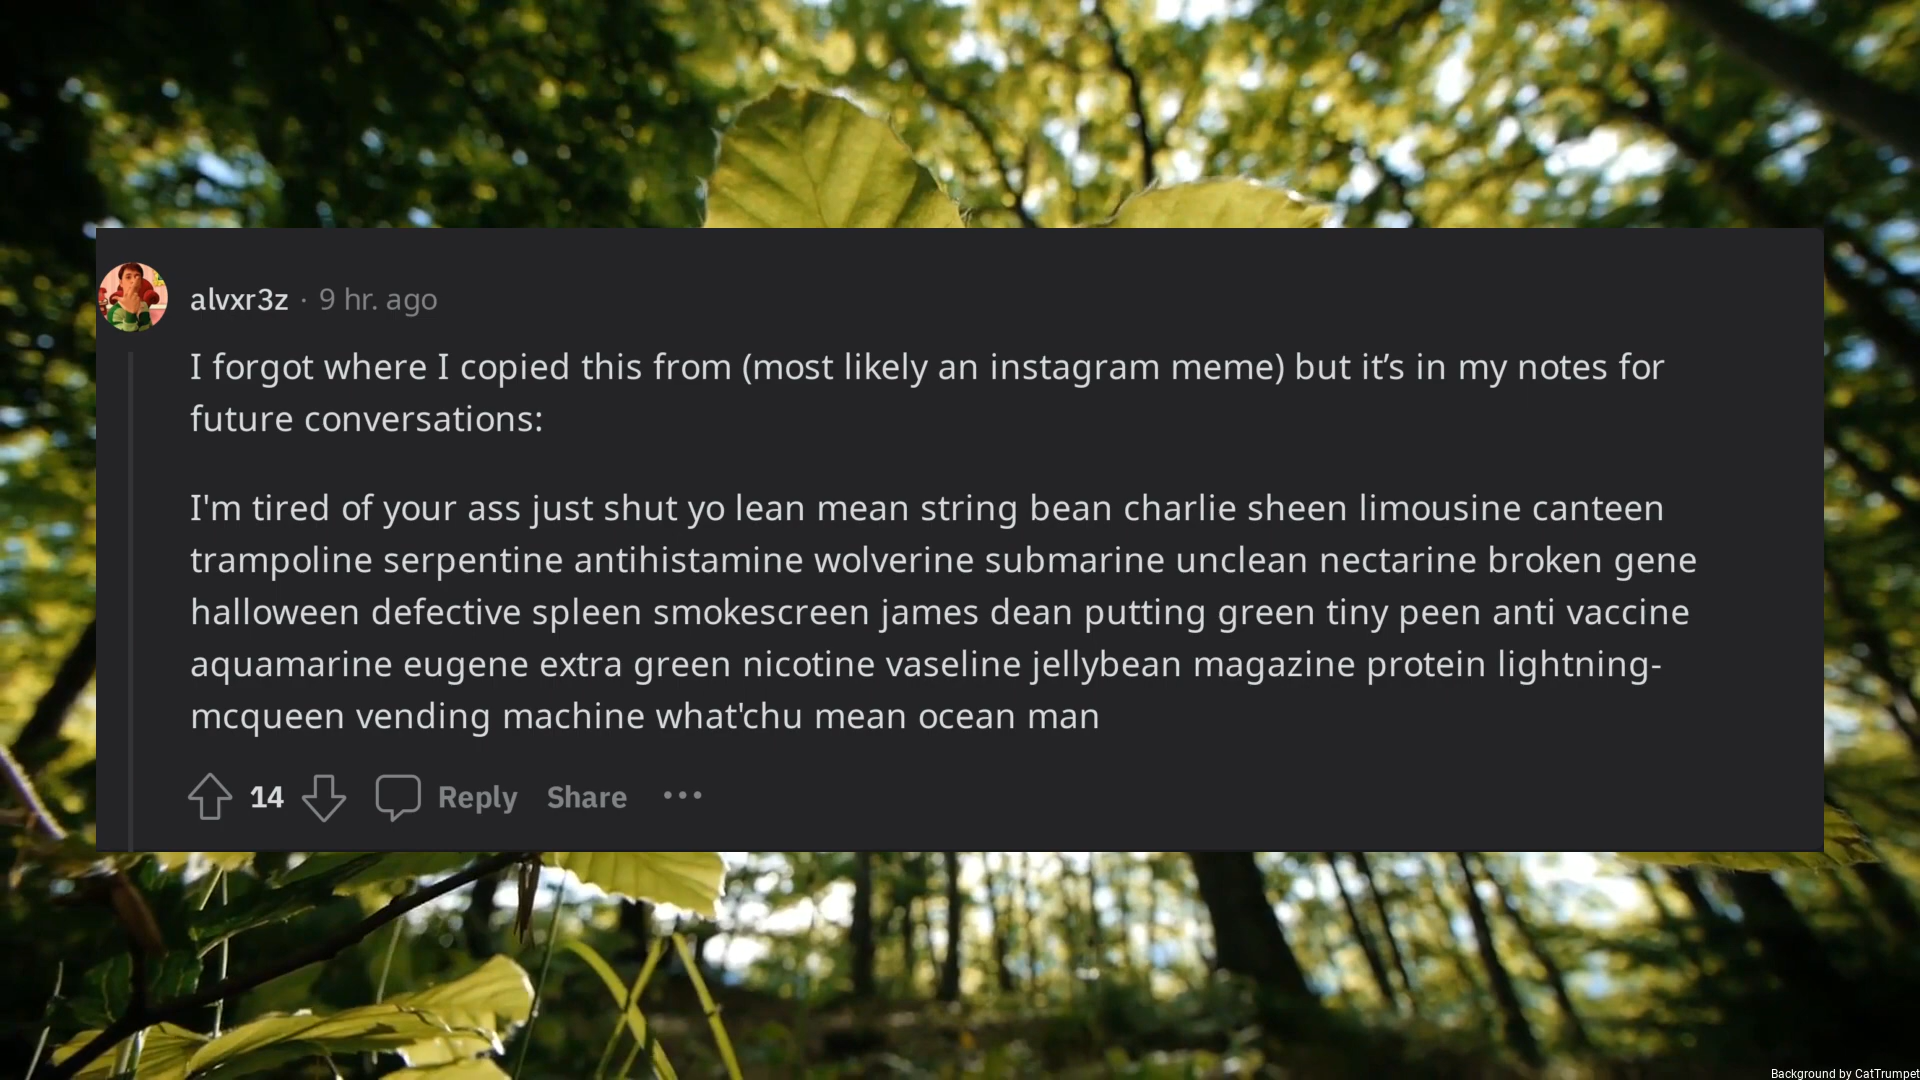 alvxr3z · 9 hr. ago
I forgot where I copied this from (most likely an instagram meme) but it’s in my notes for
future conversations:
I'm tired of your ass just shut yo lean mean string bean charlie sheen limousine canteen
trampoline serpentine antihistamine wolverine submarine unclean nectarine broken gene
halloween defective spleen smokescreen james dean putting green tiny peen anti vaccine
aquamarine eugene extra green nicotine vaseline jellybean magazine protein lightning-
mcqueen vending machine what'chu mean ocean man
14 Reply Share ···
Background by CatTrumpet